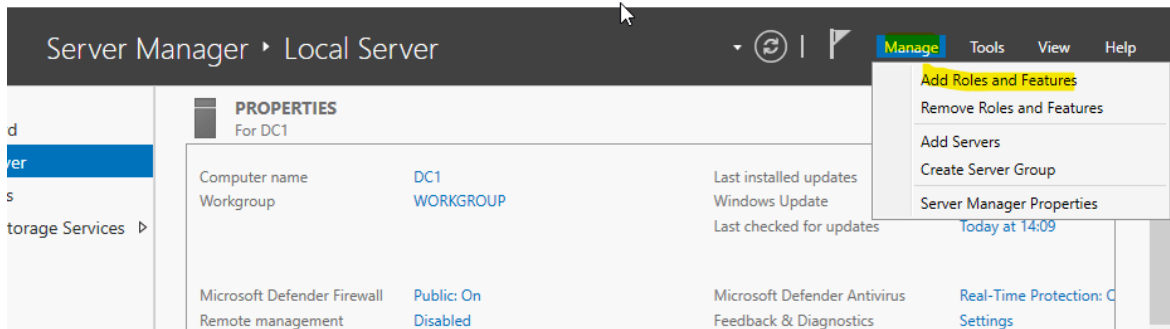 Server Manager ‣ Local Server
Manage Tools View Help
Add Roles and Features
Remove Roles and Features
Add Servers
Create Server Group
Server Manager Properties
d
ver
s
torage Services
PROPERTIES
For DC1
Computer name DC1
Workgroup WORKGROUP
Last installed updates
Windows Update
Last checked for updates Today at 14:09
Microsoft Defender Firewall Public: On
Remote management Disabled
Microsoft Defender Antivirus Real-Time Protection:
Feedback & Diagnostics Settings